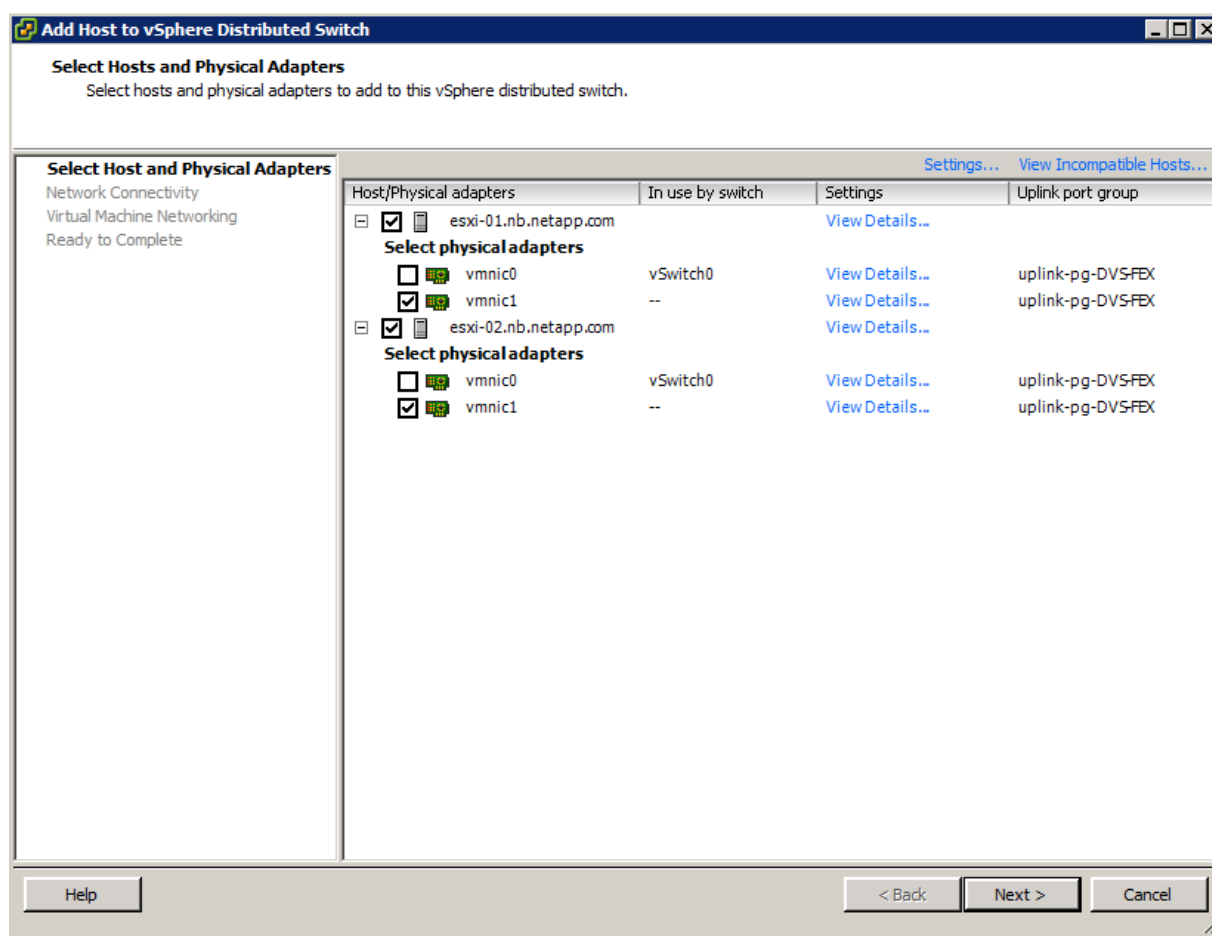 Add Host to vSphere Distributed Switch
Select Hosts and Physical Adapters
Select hosts and physical adapters to add to this vSphere distributed switch.
Select Host and Physical Adapters
Network Connectivity
Virtual Machine Networking
Ready to Complete
Settings... View Incompatible Hosts...
Host/Physical adapters In use by switch Settings Uplink port group
esxi-01.nb.netapp.com View Details...
Select physical adapters
vmnic0 vSwitch0 View Details... uplink-pg-DVS-FEX
vmnic1 -- View Details... uplink-pg-DVS-FEX
esxi-02.nb.netapp.com View Details...
Select physical adapters
vmnic0 vSwitch0 View Details... uplink-pg-DVS-FEX
vmnic1 -- View Details... uplink-pg-DVS-FEX
Help < Back Next > Cancel